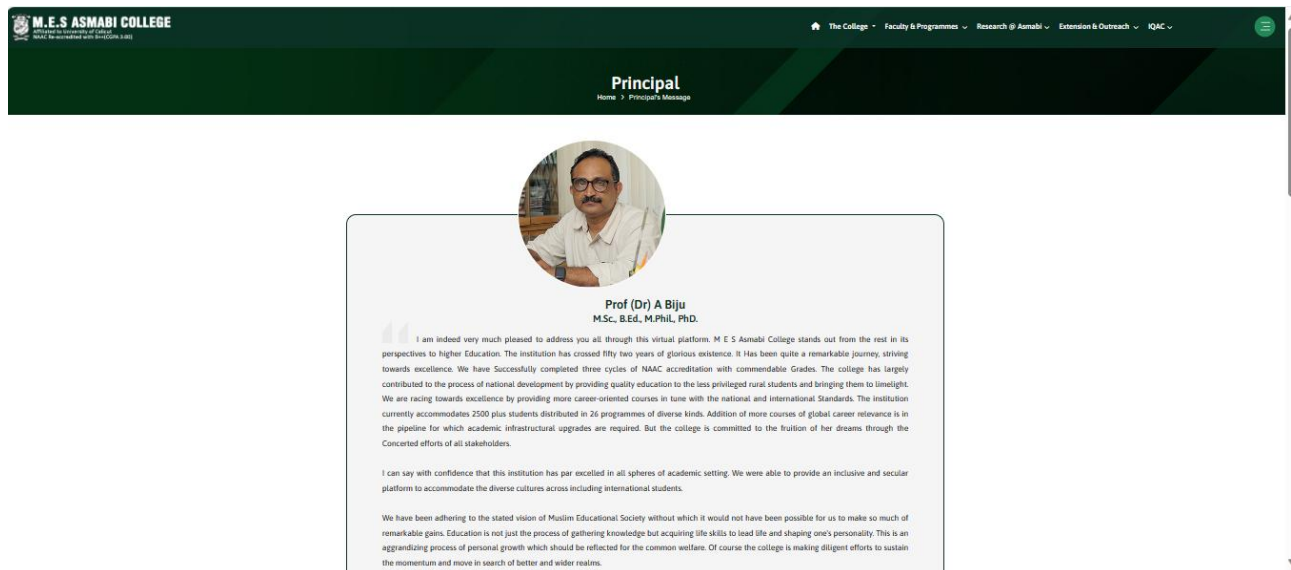 M.E.S ASMABI COLLEGE
Affiliated to University of Calicut
NAAC Re-accredited with B++(CGPA 3.00)
The College Faculty & Programmes Research @ Asmabi Extension & Outreach IQAC
Principal
Home > Principal's Message
Prof (Dr) A Biju
M.Sc., B.Ed., M.Phil., PhD.
I am indeed very much pleased to address you all through this virtual platform. M E S Asmabi College stands out from the rest in its
perspectives to higher Education. The institution has crossed fifty two years of glorious existence. It Has been quite a remarkable journey, striving
towards excellence. We have Successfully completed three cycles of NAAC accreditation with commendable Grades. The college has largely
contributed to the process of national development by providing quality education to the less privileged rural students and bringing them to limelight.
We are racing towards excellence by providing more career-oriented courses in tune with the national and international Standards. The institution
currently accommodates 2500 plus students distributed in 26 programmes of diverse kinds. Addition of more courses of global career relevance is in
the pipeline for which academic infrastructural upgrades are required. But the college is committed to the fruition of her dreams through the
Concerted efforts of all stakeholders.
I can say with confidence that this institution has par excelled in all spheres of academic setting. We were able to provide an inclusive and secular
platform to accommodate the diverse cultures across including international students.
We have been adhering to the stated vision of Muslim Educational Society without which it would not have been possible for us to make so much of
remarkable gains. Education is not just the process of gathering knowledge but acquiring life skills to lead life and shaping one's personality. This is an
aggrandizing process of personal growth which should be reflected for the common welfare. Of course the college is making diligent efforts to sustain
the momentum and move in search of better and wider realms.